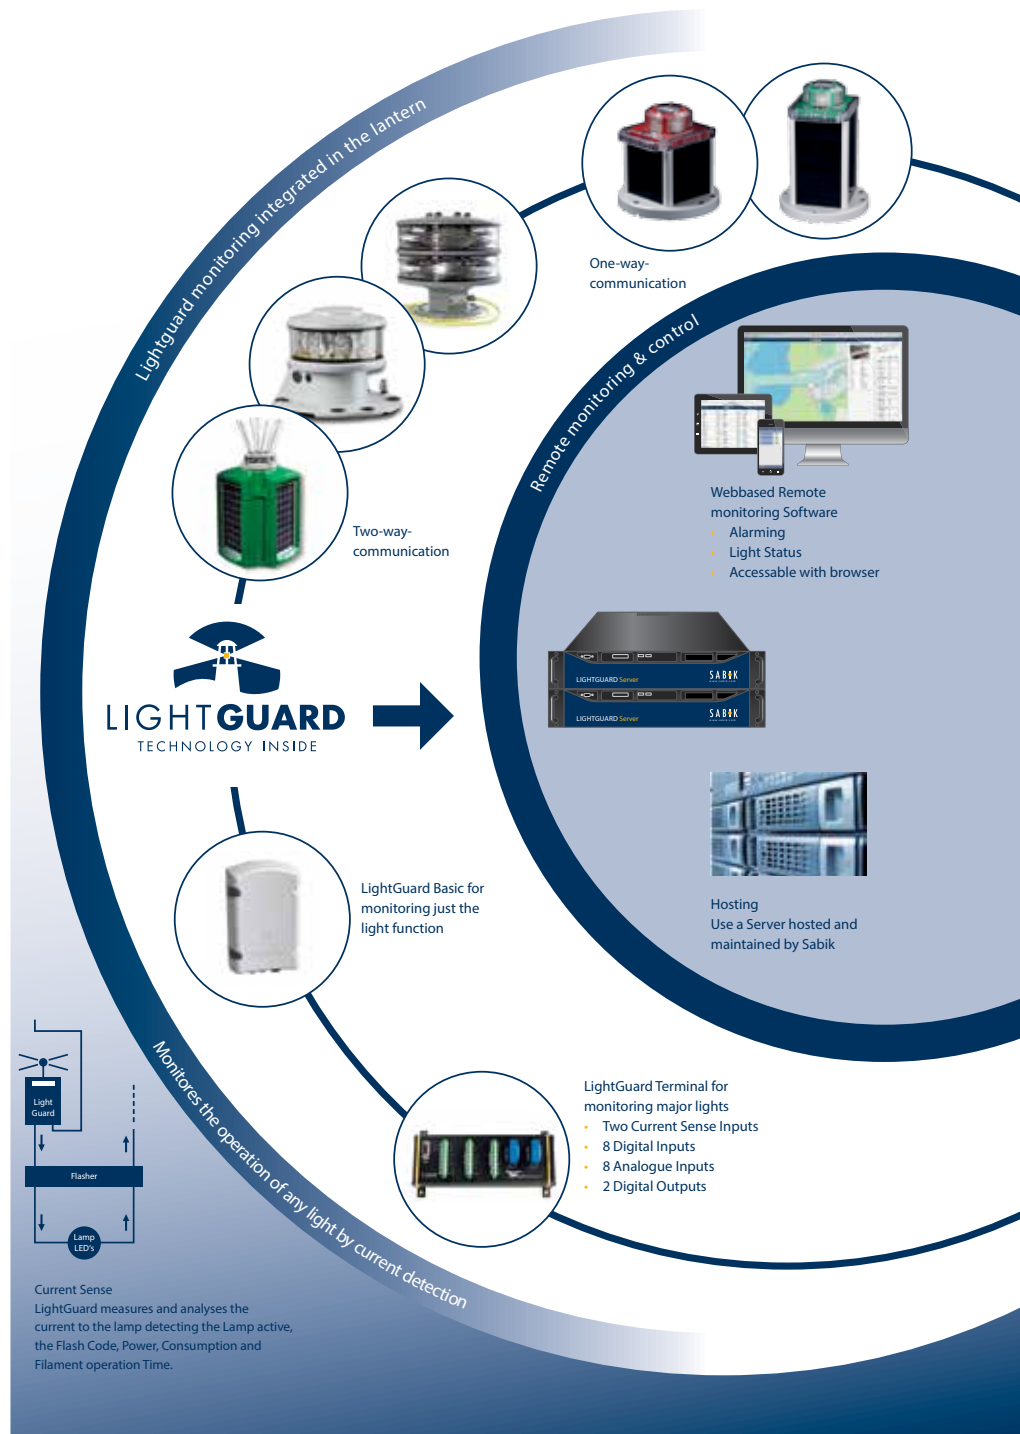 Lightguard monitoring integrated in the lantern
One-way-
communication
Remote monitoring & control
Webbased Remote
monitoring Software
• Alarming
• Light Status
• Accessable with browser
Two-way-
communication
LIGHTGUARD Server
SABIK
LIGHTGUARD Server
SABIK
LIGHTGUARD
TECHNOLOGY INSIDE
LightGuard Basic for
monitoring just the
light function
Hosting
Use a Server hosted and
maintained by Sabik
Monitores the operation of any light by current detection
LightGuard Terminal for
monitoring major lights
• Two Current Sense Inputs
• 8 Digital Inputs
• 8 Analogue Inputs
• 2 Digital Outputs
Light
Guard
Flasher
Lamp
LED's
Current Sense
LightGuard measures and analyses the
current to the lamp detecting the Lamp active,
the Flash Code, Power, Consumption and
Filament operation Time.